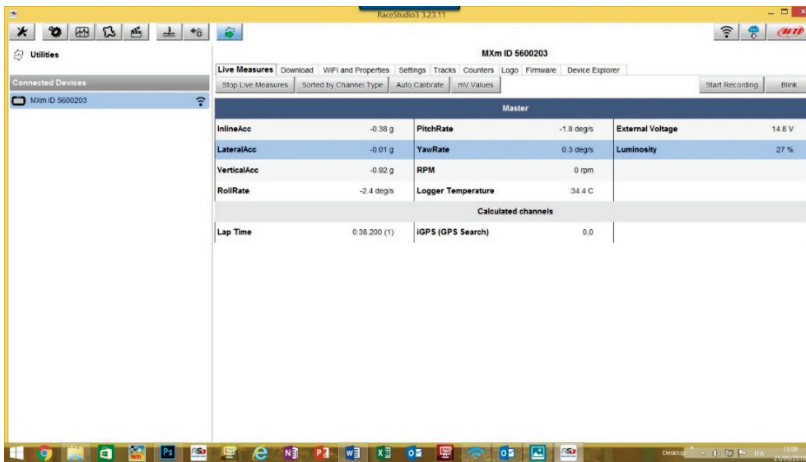 RaceStudio3 3.23.11
Utilities
MXm ID 5600203
Live Measures Download WiFi and Properties Settings Tracks Counters Logo Firmware Device Explorer
Connected Devices
Stop Live Measures Sorted by Channel Type Auto Calibrate mV Values Start Recording Blink
MXm ID 5600203
Master
InlineAcc -0.38 g PitchRate -1.8 deg/s External Voltage 14.8 V
LateralAcc -0.01 g YawRate 0.3 deg/s Luminosity 27 %
VerticalAcc -0.92 g RPM 0 rpm
RollRate -2.4 deg/s Logger Temperature 34.4 C
Calculated channels
Lap Time 0:38.200 (1) iGPS (GPS Search) 0,0
Desktop ITA 13:06